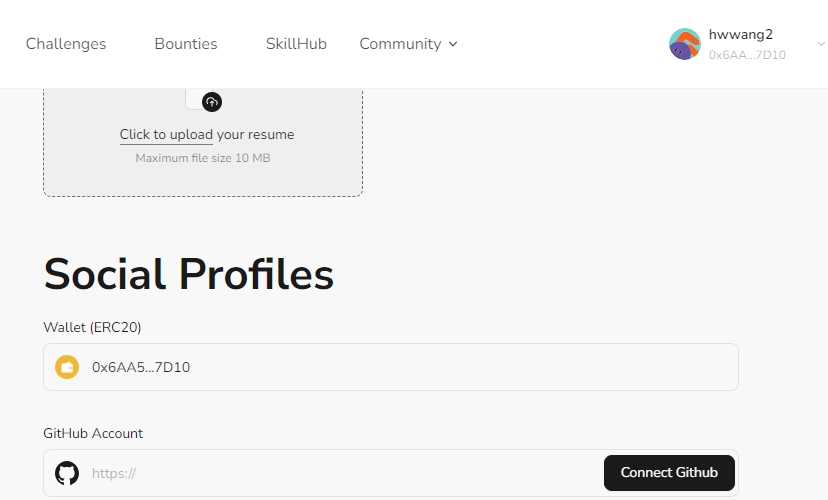 Challenges Bounties SkillHub Community hwwang2
0x6AA...7D10
Click to upload your resume
Maximum file size 10 MB
Social Profiles
Wallet (ERC20)
0x6AA5...7D10
GitHub Account
https:// Connect Github